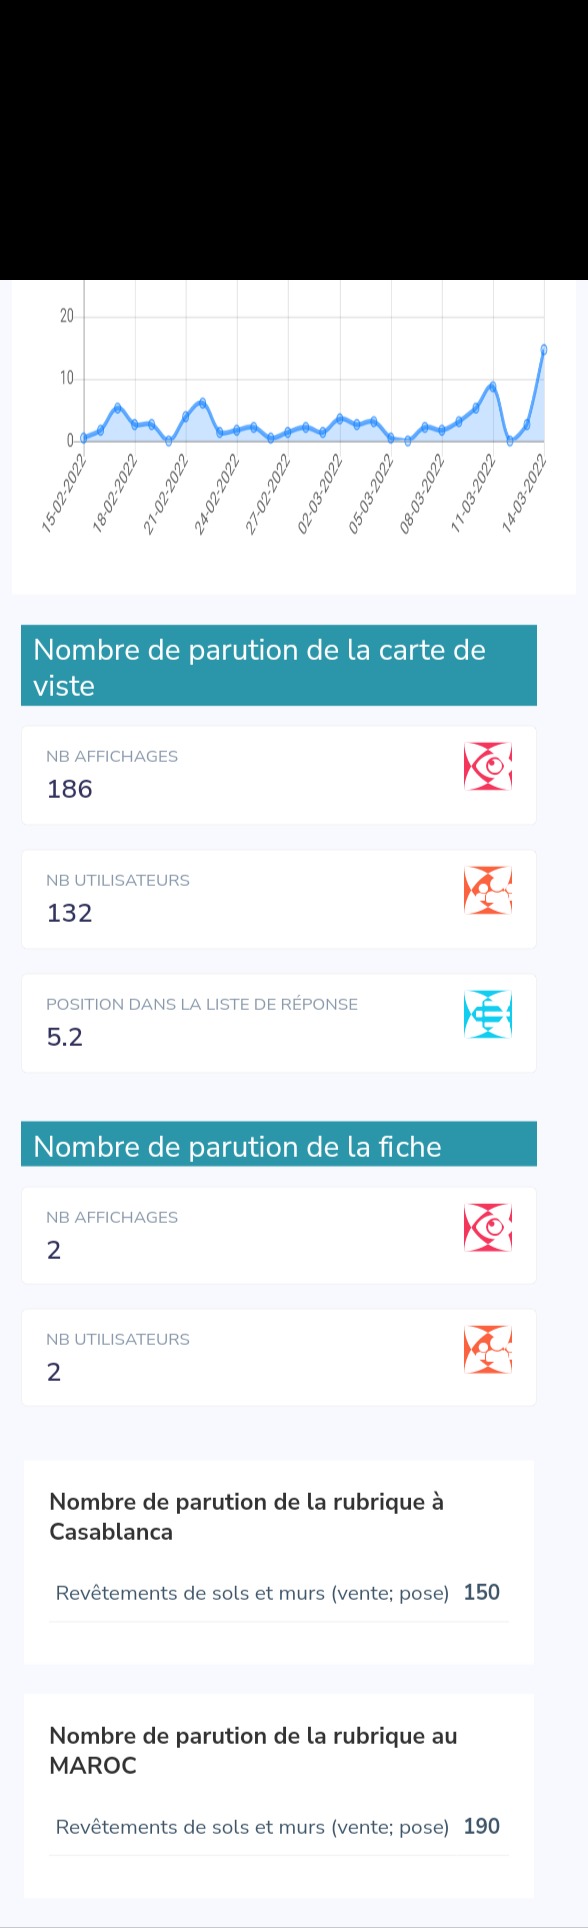 20
10
0
15-02-2022
18-02-2022
21-02-2022
24-02-2022
27-02-2022
02-03-2022
05-03-2022
08-03-2022
11-03-2022
14-03-2022
Nombre de parution de la carte de
viste
NB AFFICHAGES
186
NB UTILISATEURS
132
POSITION DANS LA LISTE DE RÉPONSE
5.2
Nombre de parution de la fiche
NB AFFICHAGES
2
NB UTILISATEURS
2
Nombre de parution de la rubrique à
Casablanca
Revêtements de sols et murs (vente; pose) 150
Nombre de parution de la rubrique au
MAROC
Revêtements de sols et murs (vente; pose) 190